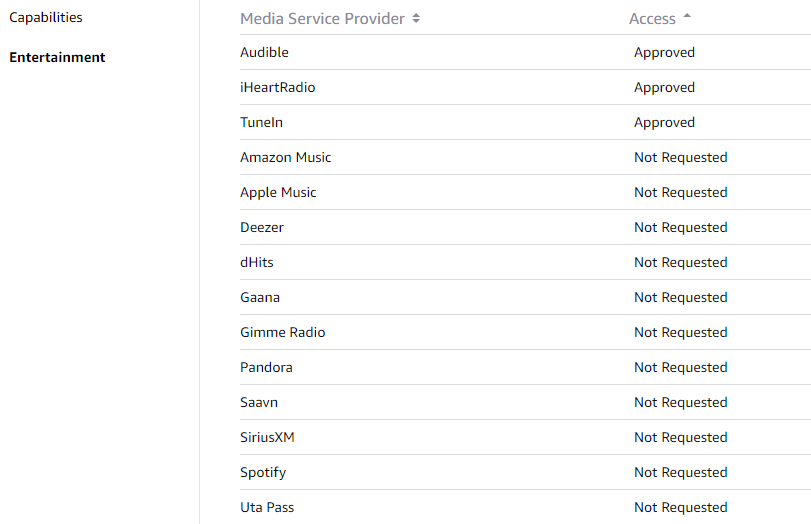 Capabilities
Entertainment
Media Service Provider Access
Audible Approved
iHeartRadio Approved
TuneIn Approved
Amazon Music Not Requested
Apple Music Not Requested
Deezer Not Requested
dHits Not Requested
Gaana Not Requested
Gimme Radio Not Requested
Pandora Not Requested
Saavn Not Requested
SiriusXM Not Requested
Spotify Not Requested
Uta Pass Not Requested